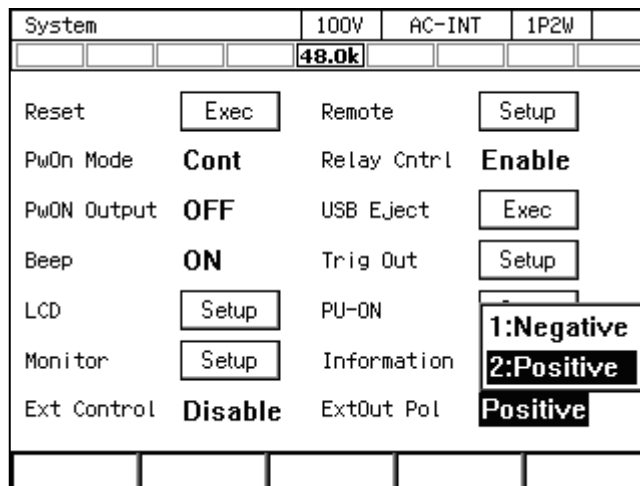 System 100V AC-INT 1P2W
48.0k
Reset Exec Remote Setup
PwOn Mode Cont Relay Cntrl Enable
PwON Output OFF USB Eject Exec
Beep ON Trig Out Setup
LCD Setup PU-ON
1:Negative
Monitor Setup Information 2:Positive
Ext Control Disable ExtOut Pol Positive